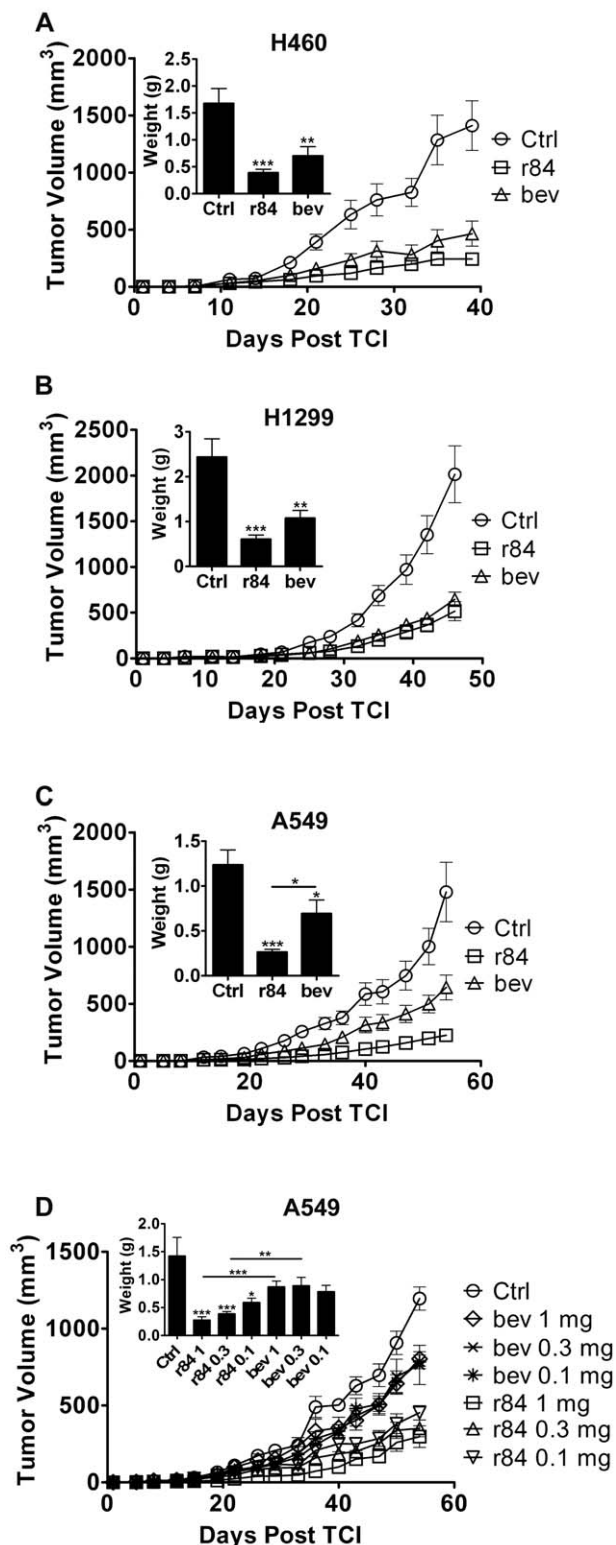 A
H460
Tumor Volume (mm³)
2000
1500
1000
500
0
Weight (g)
2.5
2.0
1.5
1.0
0.5
0.0
***
**
Ctrl r84 bev
Ctrl
r84
bev
0 10 20 30 40
Days Post TCI
B
H1299
Tumor Volume (mm³)
2500
2000
1500
1000
500
0
Weight (g)
3
2
1
0
***
**
Ctrl r84 bev
Ctrl
r84
bev
0 10 20 30 40 50
Days Post TCI
C
A549
Tumor Volume (mm³)
2000
1500
1000
500
0
Weight (g)
1.5
1.0
0.5
0.0
*
***
*
Ctrl r84 bev
Ctrl
r84
bev
0 20 40 60
Days Post TCI
D
A549
Tumor Volume (mm³)
1500
1000
500
0
Weight (g)
2.0
1.5
1.0
0.5
0.0
**
***
*** *** *
Ctrl r84 1 r84 0.3 r84 0.1 bev 1 bev 0.3 bev 0.1
Ctrl
bev 1 mg
bev 0.3 mg
bev 0.1 mg
r84 1 mg
r84 0.3 mg
r84 0.1 mg
0 20 40 60
Days Post TCI